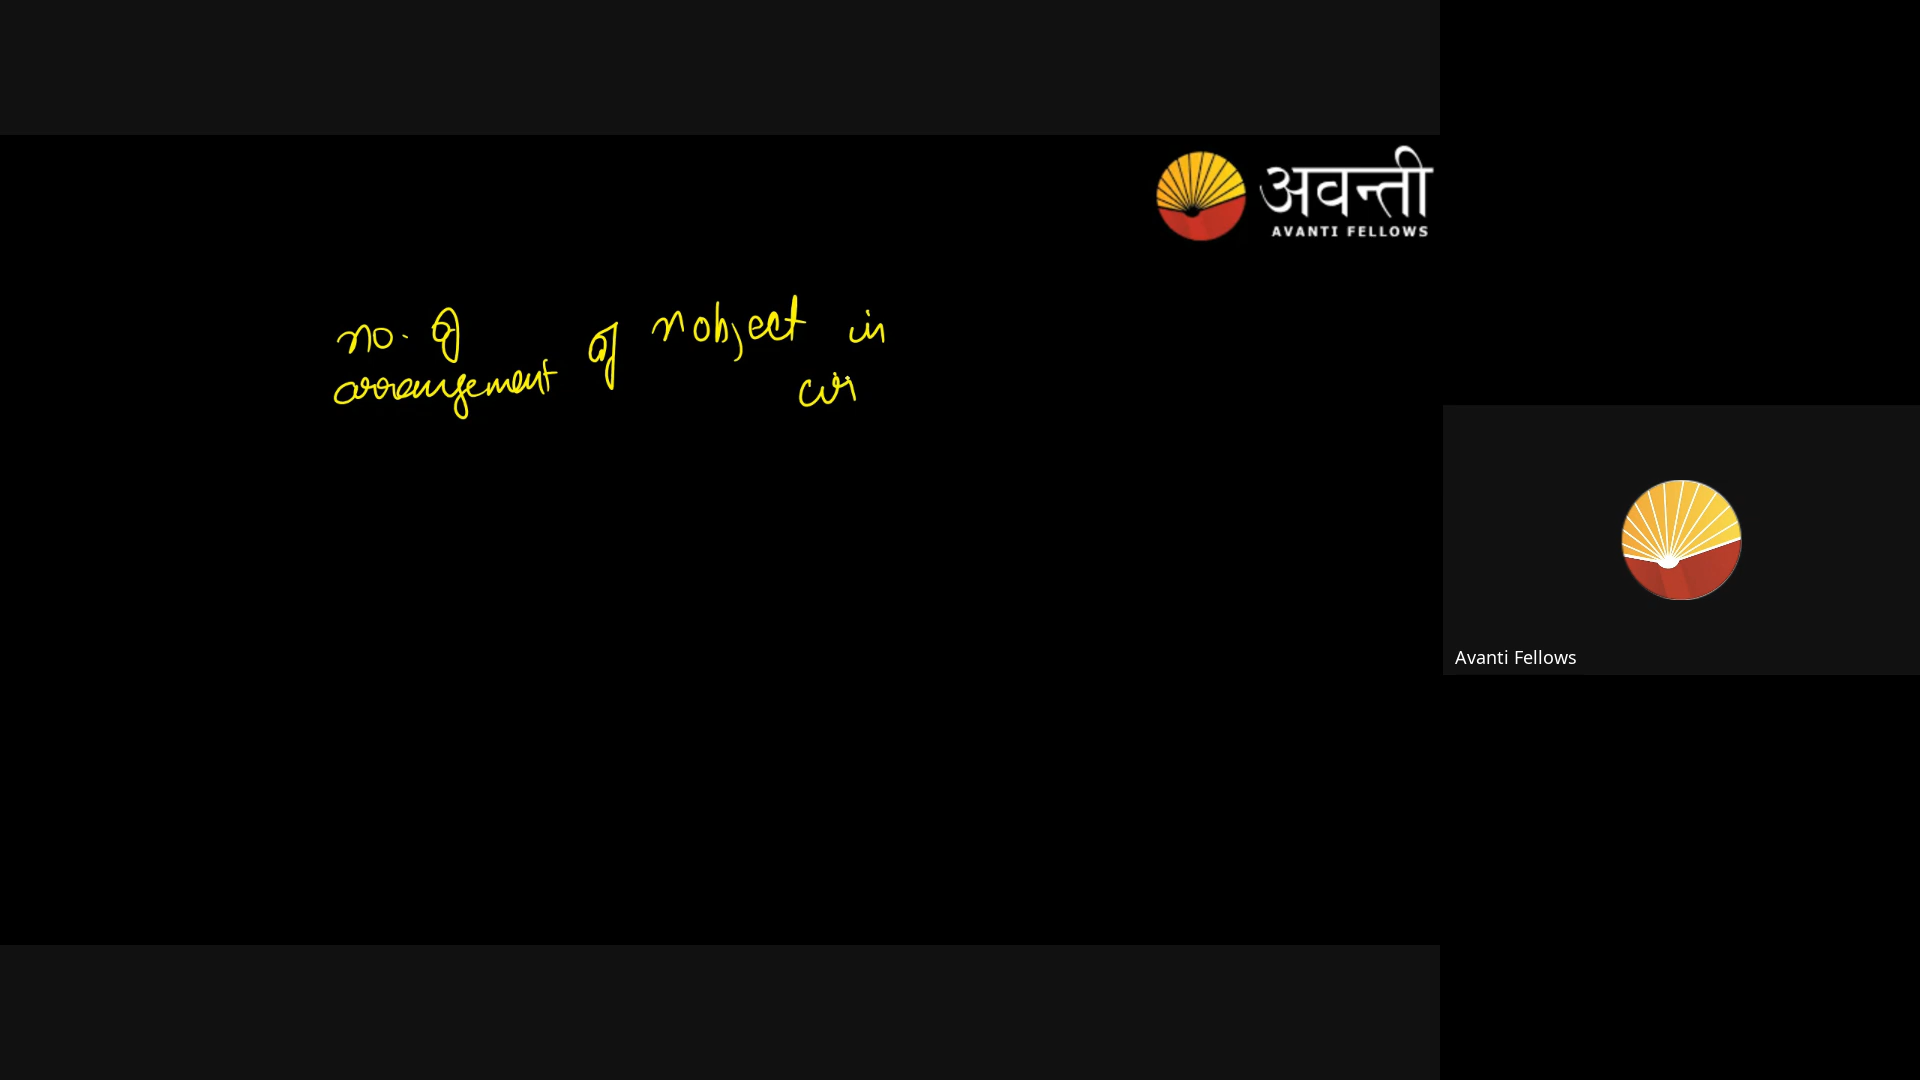 अवन्ती
AVANTI FELLOWS
no. of of n object in
arrangement cir
Avanti Fellows